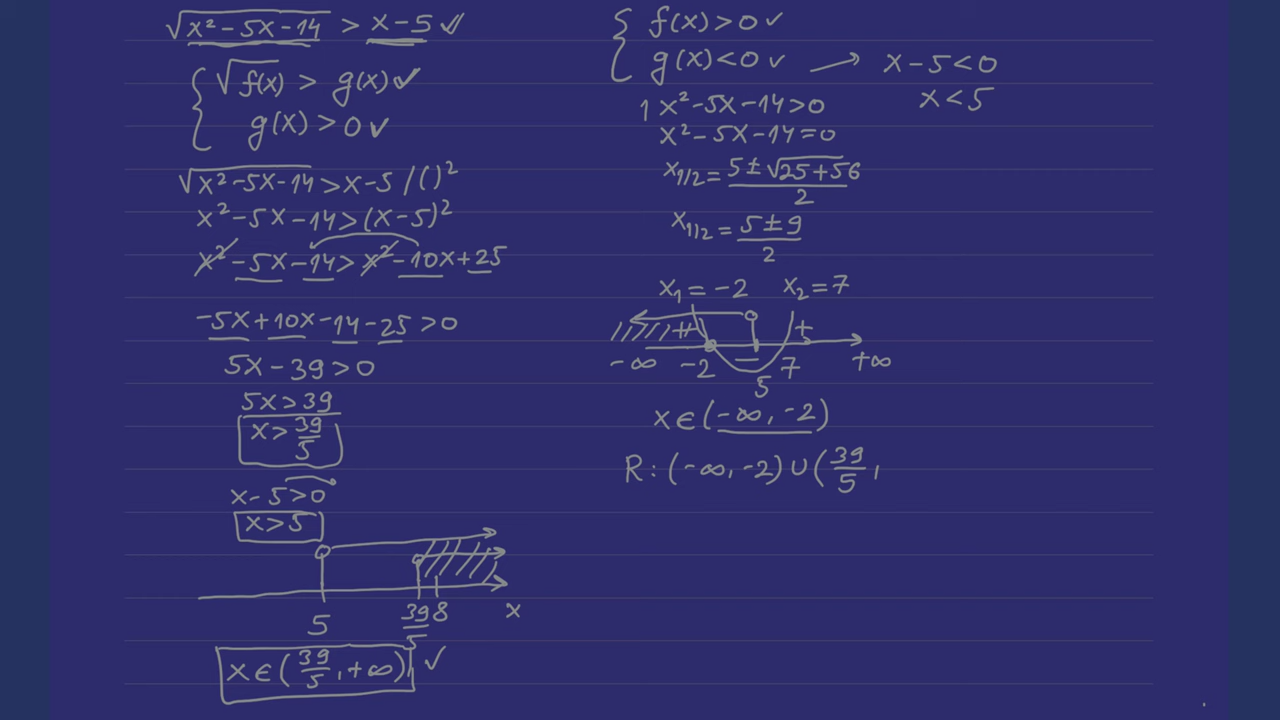 √(x²-5x-14) > x-5 ✓
{ √f(x) > g(x) ✓
g(x) > 0 ✓
√(x²-5x-14) > x-5 /()²
x²-5x-14 > (x-5)²
x²-5x-14 > x²-10x+25
-5x+10x-14-25 > 0
5x-39 > 0
5x > 39
x > 39/5
x-5 > 0
x > 5
5 39/5 8 x
x ∈ (39/5, +∞) ✓
{ f(x) > 0 ✓
g(x) < 0 ✓ → x-5 < 0
x < 5
1 x²-5x-14 > 0
x²-5x-14 = 0
x1/2 = (5 ± √(25+56))/2
x1/2 = (5 ± 9)/2
x1 = -2 x2 = 7
+ - +
-∞ -2 5 7 +∞
x ∈ (-∞, -2)
R: (-∞, -2) ∪ (39/5,